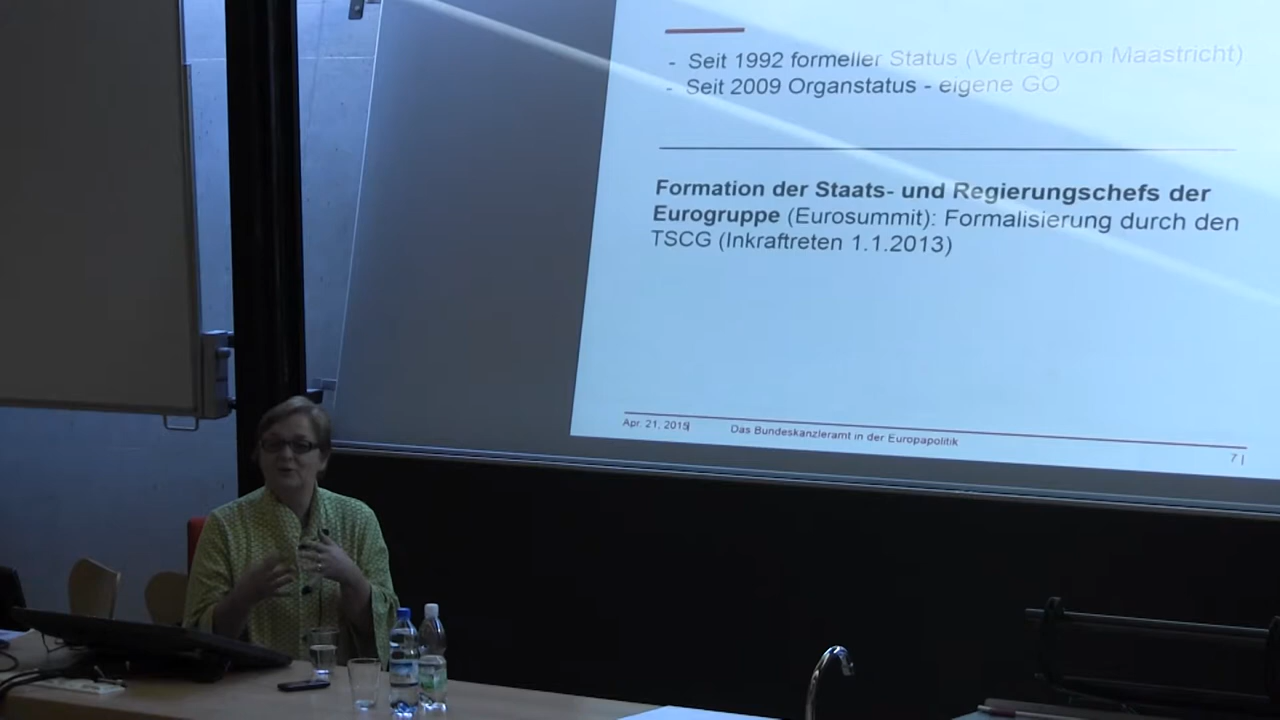 - Seit 1992 formeller Status (Vertrag von Maastricht)
- Seit 2009 Organstatus - eigene GO
Formation der Staats- und Regierungschefs der
Eurogruppe (Eurosummit): Formalisierung durch den
TSCG (Inkraftreten 1.1.2013)
Apr. 21, 2015| Das Bundeskanzleramt in der Europapolitik
7 |